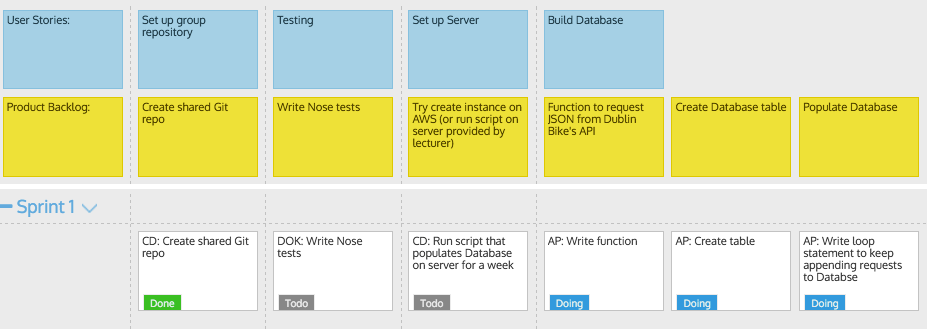 User Stories:
Set up group
repository
Testing
Set up Server
Build Database
Product Backlog:
Create shared Git
repo
Write Nose tests
Try create instance on
AWS (or run script on
server provided by
lecturer)
Function to request
JSON from Dublin
Bike's API
Create Database table
Populate Database
Sprint 1
CD: Create shared Git
repo
Done
DOK: Write Nose
tests
Todo
CD: Run script that
populates Database
on server for a week
Todo
AP: Write function
Doing
AP: Create table
Doing
AP: Write loop
statement to keep
appending requests
to Databse
Doing